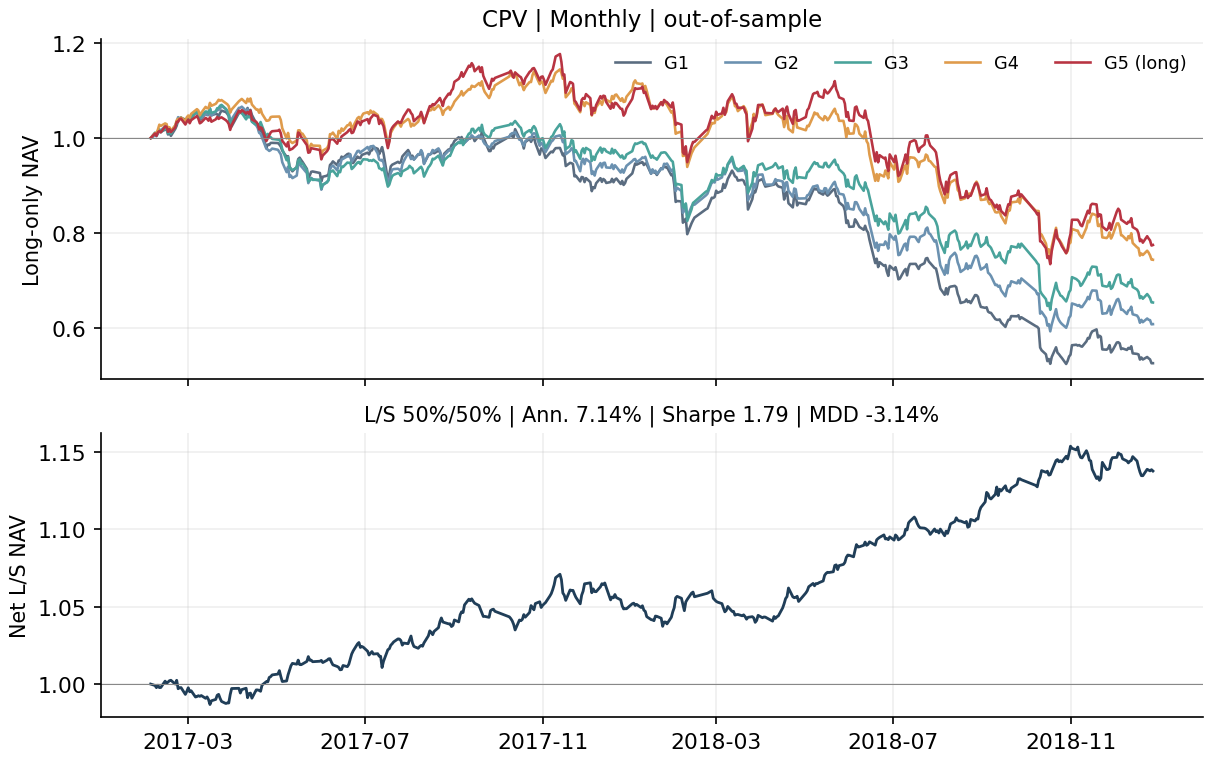 CPV | Monthly | out-of-sample
G1 G2 G3 G4 G5 (long)
Long-only NAV
1.2
1.0
0.8
0.6
L/S 50%/50% | Ann. 7.14% | Sharpe 1.79 | MDD -3.14%
Net L/S NAV
1.15
1.10
1.05
1.00
2017-03 2017-07 2017-11 2018-03 2018-07 2018-11